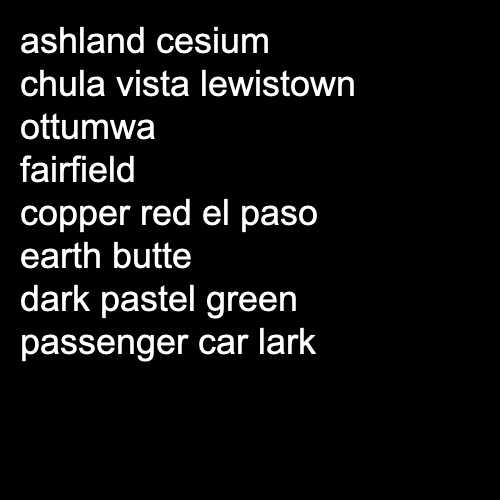 ashland cesium
chula vista lewistown
ottumwa
fairfield
copper red el paso
earth butte
dark pastel green
passenger car lark